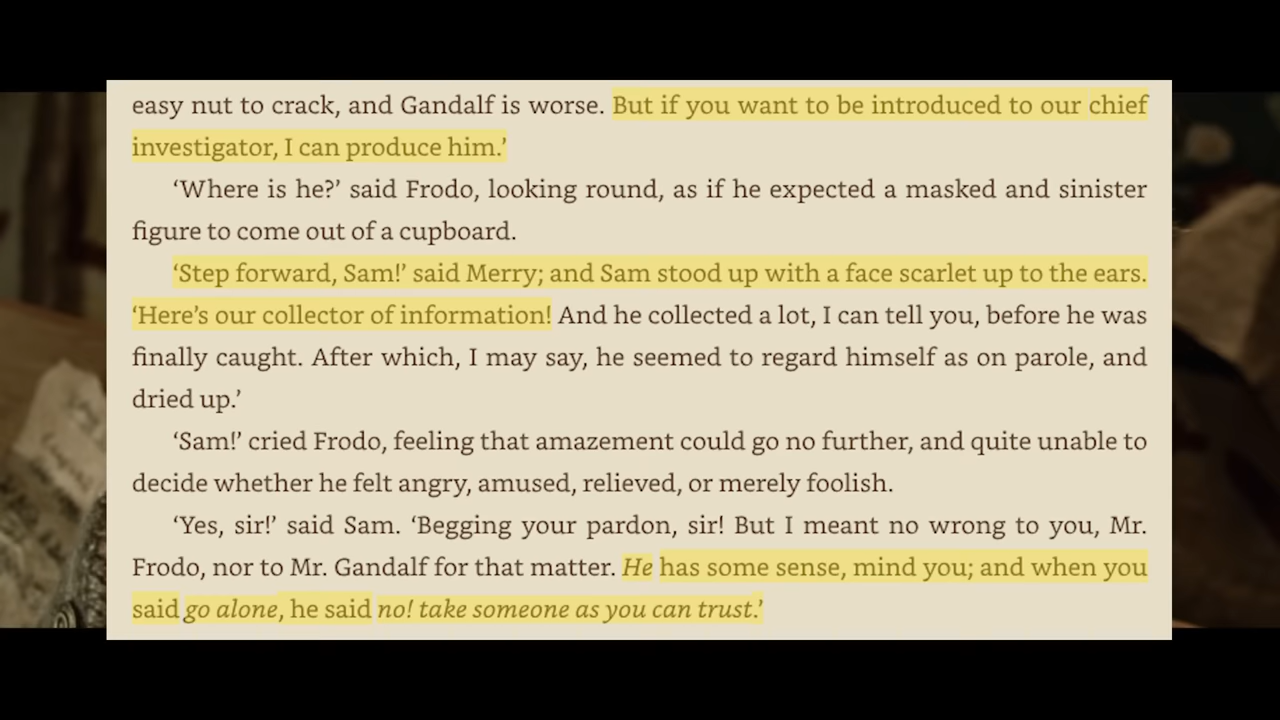 easy nut to crack, and Gandalf is worse. But if you want to be introduced to our chief
investigator, I can produce him.’
‘Where is he?’ said Frodo, looking round, as if he expected a masked and sinister
figure to come out of a cupboard.
‘Step forward, Sam!’ said Merry; and Sam stood up with a face scarlet up to the ears.
‘Here’s our collector of information! And he collected a lot, I can tell you, before he was
finally caught. After which, I may say, he seemed to regard himself as on parole, and
dried up.’
‘Sam!’ cried Frodo, feeling that amazement could go no further, and quite unable to
decide whether he felt angry, amused, relieved, or merely foolish.
‘Yes, sir!’ said Sam. ‘Begging your pardon, sir! But I meant no wrong to you, Mr.
Frodo, nor to Mr. Gandalf for that matter. He has some sense, mind you; and when you
said go alone, he said no! take someone as you can trust.’